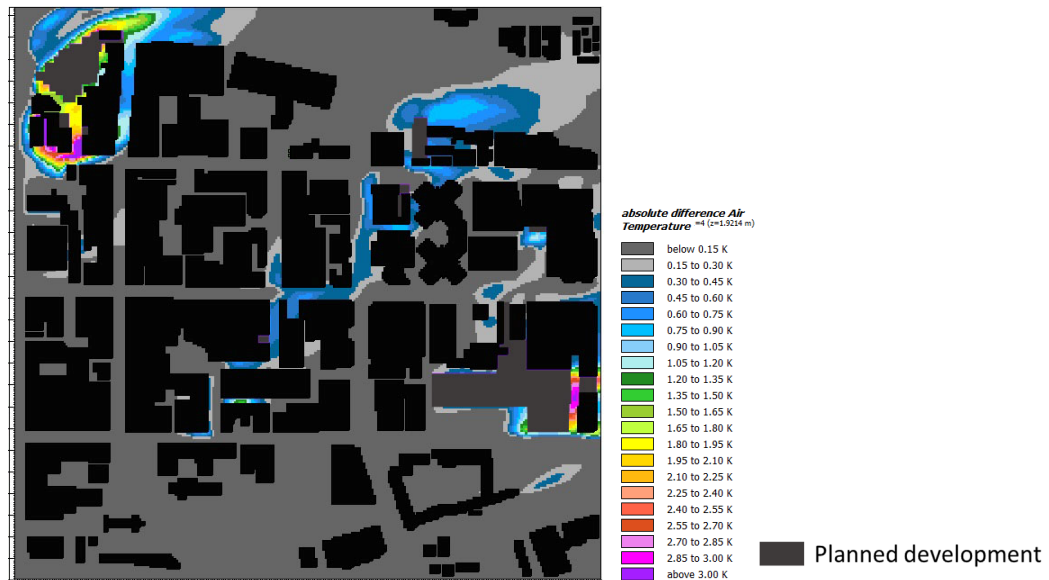 absolute difference Air
Temperature =4 (z=1.9214 m)
below 0.15 K
0.15 to 0.30 K
0.30 to 0.45 K
0.45 to 0.60 K
0.60 to 0.75 K
0.75 to 0.90 K
0.90 to 1.05 K
1.05 to 1.20 K
1.20 to 1.35 K
1.35 to 1.50 K
1.50 to 1.65 K
1.65 to 1.80 K
1.80 to 1.95 K
1.95 to 2.10 K
2.10 to 2.25 K
2.25 to 2.40 K
2.40 to 2.55 K
2.55 to 2.70 K
2.70 to 2.85 K
2.85 to 3.00 K
above 3.00 K
Planned development